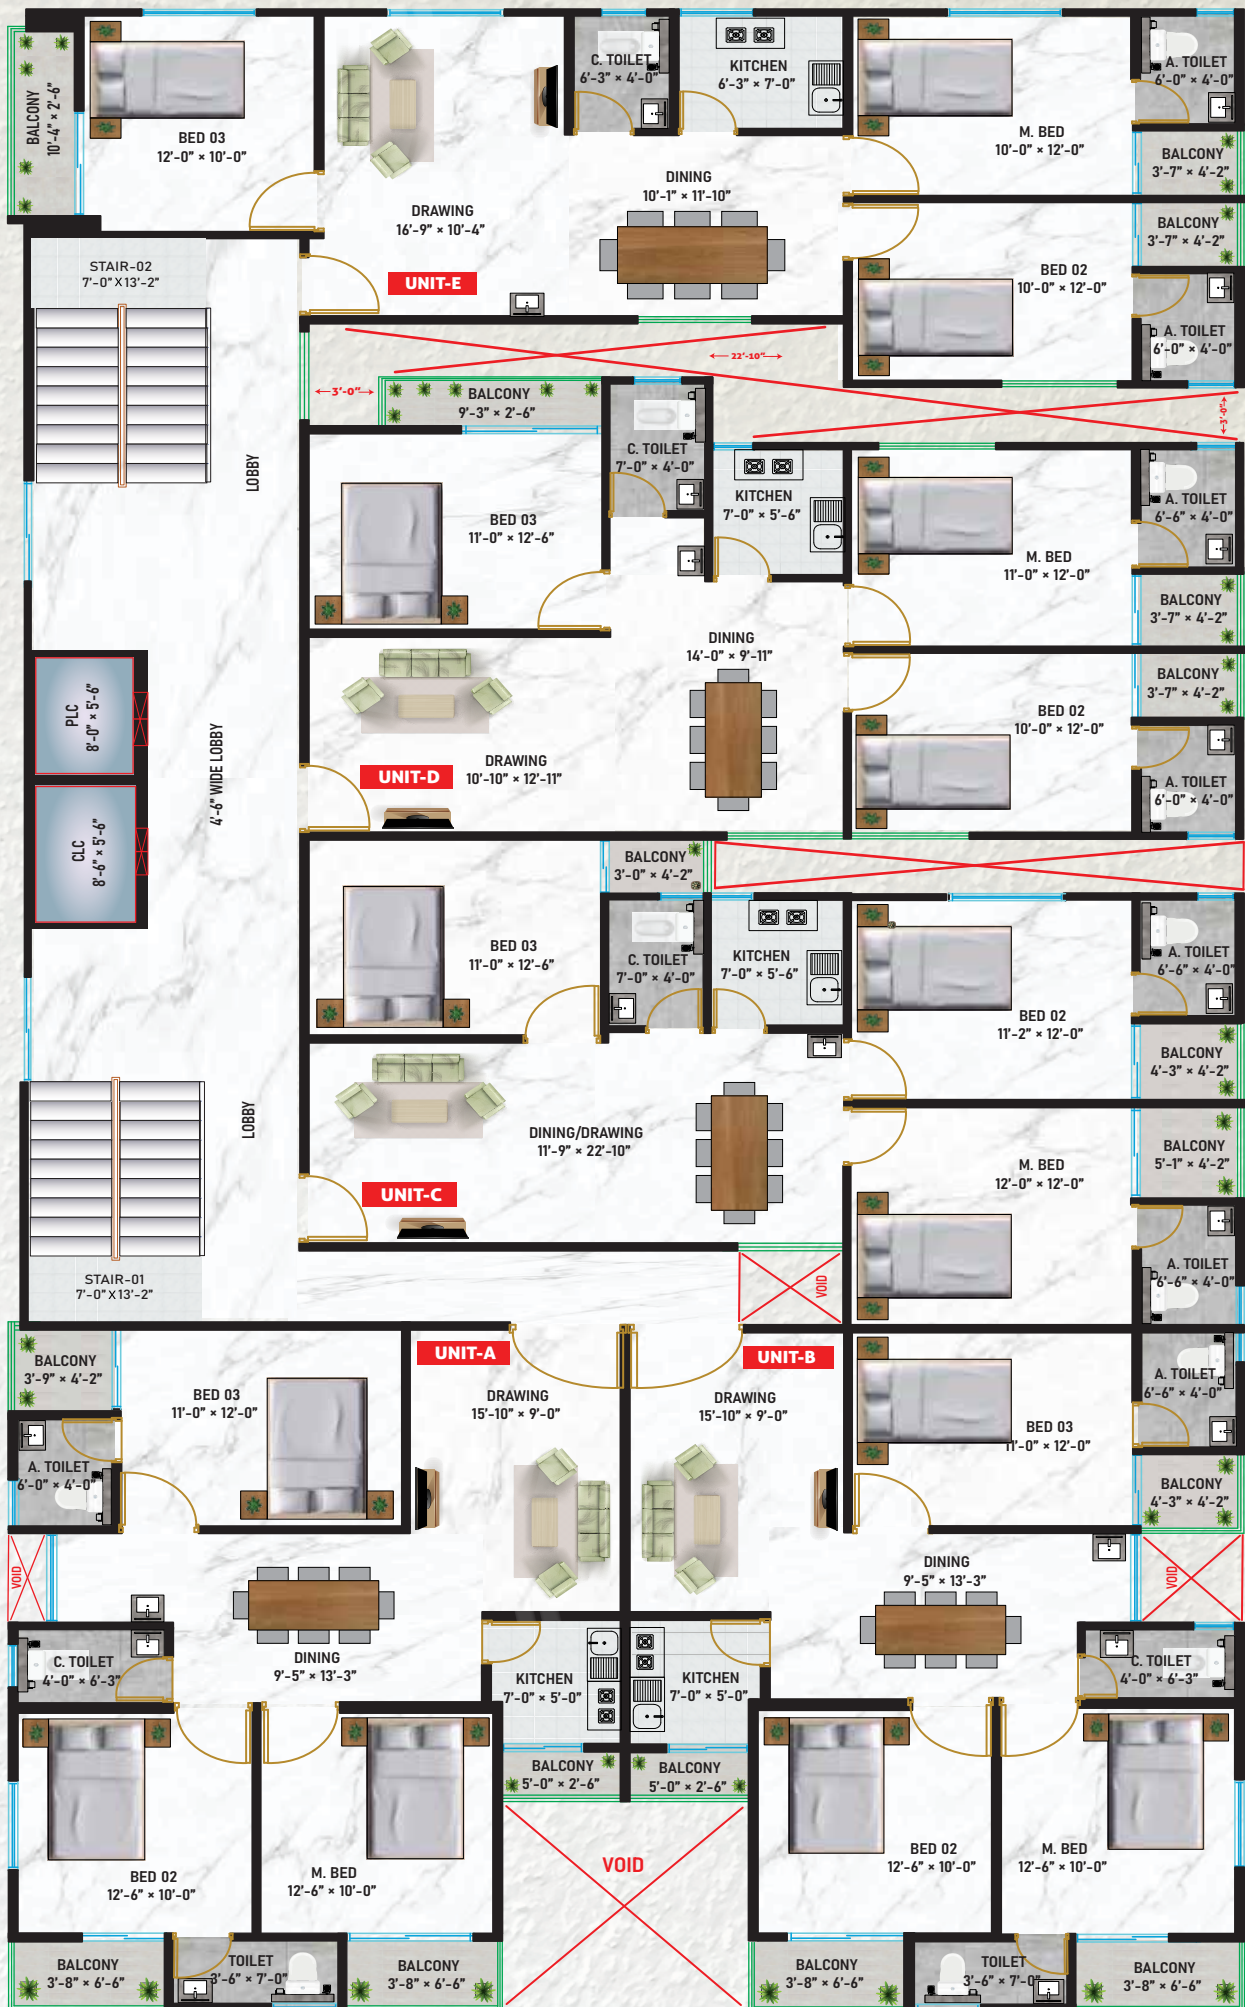 BALCONY
10'-4" × 2'-6"
BED 03
12'-0" × 10'-0"
C. TOILET
6'-3" × 4'-0"
KITCHEN
6'-3" × 7'-0"
A. TOILET
6'-0" × 4'-0"
M. BED
10'-0" × 12'-0"
BALCONY
3'-7" × 4'-2"
DINING
10'-1" × 11'-10"
DRAWING
16'-9" × 10'-4"
UNIT-E
BALCONY
3'-7" × 4'-2"
BED 02
10'-0" × 12'-0"
A. TOILET
6'-0" × 4'-0"
STAIR-02
7'-0" X 13'-2"
22'-10"
3'-0"
3'-0"
BALCONY
9'-3" × 2'-6"
LOBBY
C. TOILET
7'-0" × 4'-0"
KITCHEN
7'-0" × 5'-6"
BED 03
11'-0" × 12'-6"
A. TOILET
6'-6" × 4'-0"
M. BED
11'-0" × 12'-0"
BALCONY
3'-7" × 4'-2"
DINING
14'-0" × 9'-11"
BALCONY
3'-7" × 4'-2"
BED 02
10'-0" × 12'-0"
A. TOILET
6'-0" × 4'-0"
PLC
8'-0" × 5'-6"
4'-6" WIDE LOBBY
DRAWING
10'-10" × 12'-11"
UNIT-D
CLC
8'-6" × 5'-6"
BALCONY
3'-0" × 4'-2"
BED 03
11'-0" × 12'-6"
C. TOILET
7'-0" × 4'-0"
KITCHEN
7'-0" × 5'-6"
A. TOILET
6'-6" × 4'-0"
BED 02
11'-2" × 12'-0"
BALCONY
4'-3" × 4'-2"
LOBBY
DINING/DRAWING
11'-9" × 22'-10"
UNIT-C
BALCONY
5'-1" × 4'-2"
M. BED
12'-0" × 12'-0"
A. TOILET
6'-6" × 4'-0"
STAIR-01
7'-0" X 13'-2"
VOID
UNIT-A
UNIT-B
BALCONY
3'-9" × 4'-2"
BED 03
11'-0" × 12'-0"
DRAWING
15'-10" × 9'-0"
DRAWING
15'-10" × 9'-0"
A. TOILET
6'-6" × 4'-0"
BED 03
11'-0" × 12'-0"
A. TOILET
6'-0" × 4'-0"
BALCONY
4'-3" × 4'-2"
VOID
DINING
9'-5" × 13'-3"
VOID
C. TOILET
4'-0" × 6'-3"
DINING
9'-5" × 13'-3"
KITCHEN
7'-0" × 5'-0"
KITCHEN
7'-0" × 5'-0"
C. TOILET
4'-0" × 6'-3"
BALCONY
5'-0" × 2'-6"
BALCONY
5'-0" × 2'-6"
BED 02
12'-6" × 10'-0"
M. BED
12'-6" × 10'-0"
VOID
BED 02
12'-6" × 10'-0"
M. BED
12'-6" × 10'-0"
BALCONY
3'-8" × 6'-6"
TOILET
3'-6" × 7'-0"
BALCONY
3'-8" × 6'-6"
BALCONY
3'-8" × 6'-6"
TOILET
3'-6" × 7'-0"
BALCONY
3'-8" × 6'-6"